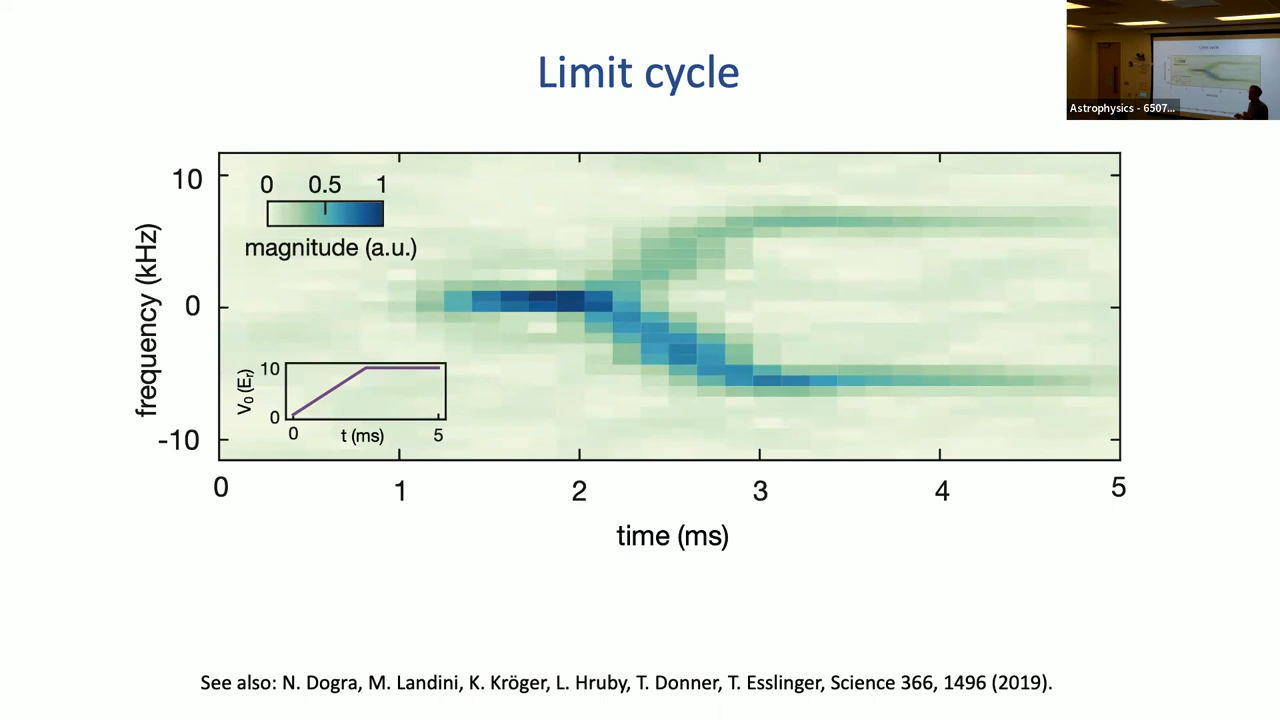 Limit cycle
Astrophysics - 6507...
10
0
-10
frequency (kHz)
0 0.5 1
magnitude (a.u.)
10
0
V0 (Er)
0 t (ms) 5
0 1 2 3 4 5
time (ms)
See also: N. Dogra, M. Landini, K. Kröger, L. Hruby, T. Donner, T. Esslinger, Science 366, 1496 (2019).